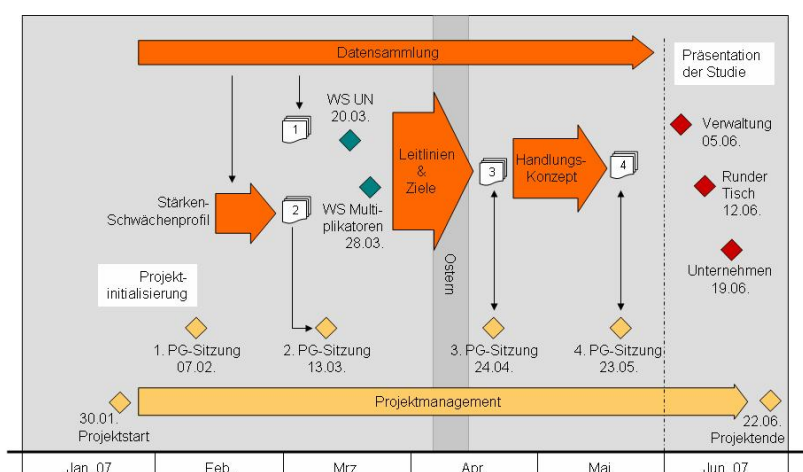 Datensammlung
Präsentation
der Studie
WS UN
20.03.
1
Verwaltung
05.06.
Leitlinien
&
Ziele
3
Handlungs-
Konzept
4
Runder
Tisch
12.06.
Stärken-
Schwächenprofil
2
WS Multi-
plikatoren
28.03.
Ostern
Unternehmen
19.06.
Projekt-
initialisierung
1. PG-Sitzung
07.02.
2. PG-Sitzung
13.03.
3. PG-Sitzung
24.04.
4. PG-Sitzung
23.05.
Projektmanagement
30.01.
Projektstart
22.06.
Projektende
Jan. 07
Feb.
Mrz.
Apr.
Mai
Jun. 07